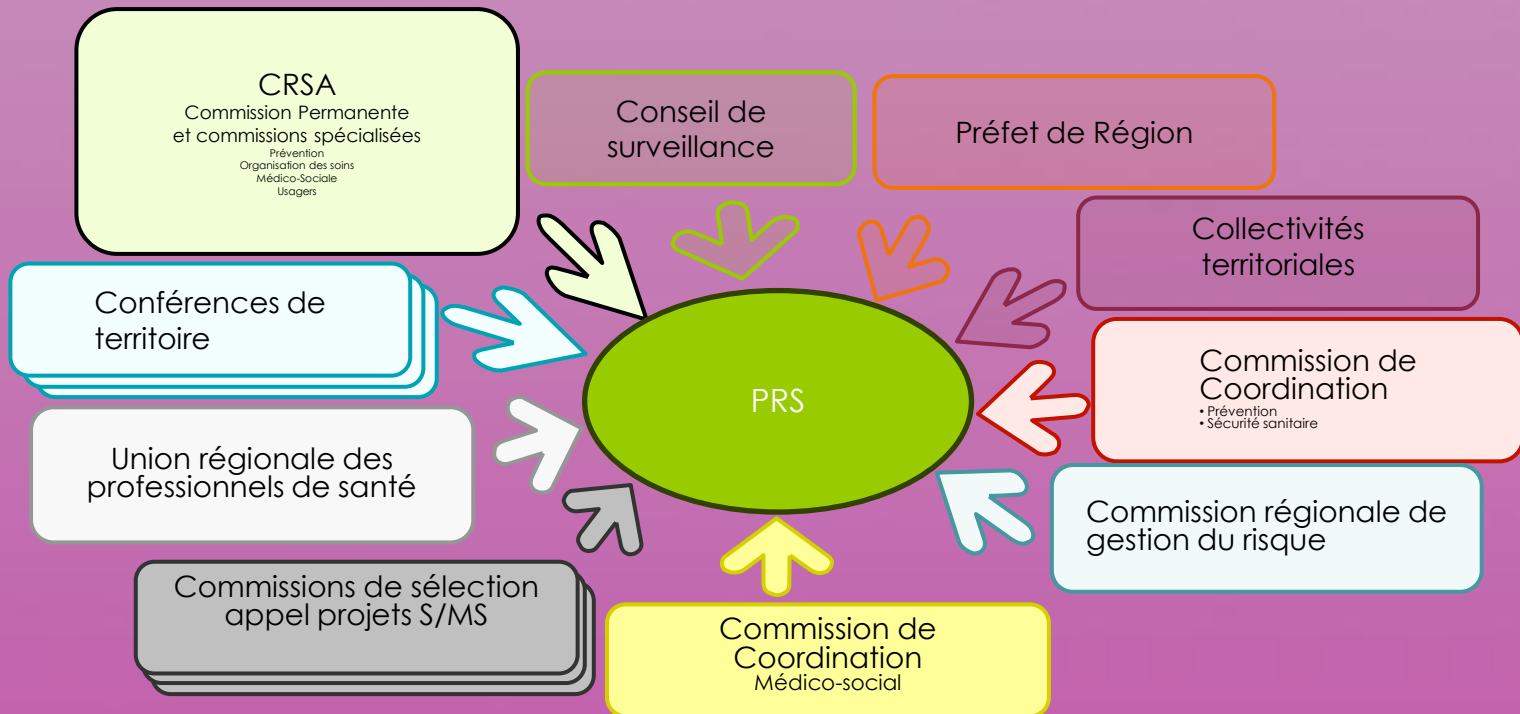 CRSA
Commission Permanente
et commissions spécialisées
Prévention
Organisation des soins
Médico-Sociale
Usagers
Conseil de
surveillance
Préfet de Région
Collectivités
territoriales
Conférences de
territoire
PRS
Commission de
Coordination
• Prévention
• Sécurité sanitaire
Union régionale des
professionnels de santé
Commission régionale de
gestion du risque
Commissions de sélection
appel projets S/MS
Commission de
Coordination
Médico-social